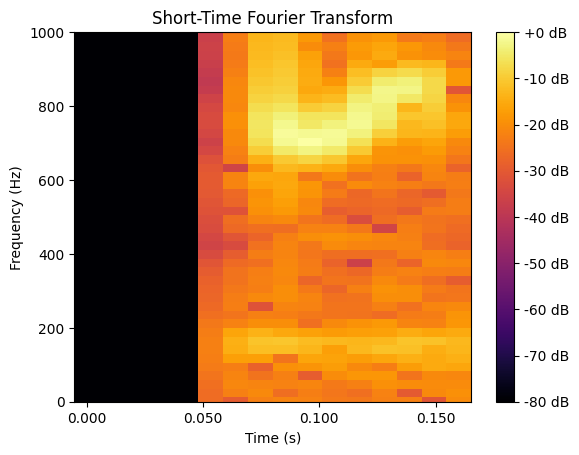 Short-Time Fourier Transform
Frequency (Hz)
1000
800
600
400
200
0
0.000
0.050
0.100
0.150
Time (s)
+0 dB
-10 dB
-20 dB
-30 dB
-40 dB
-50 dB
-60 dB
-70 dB
-80 dB